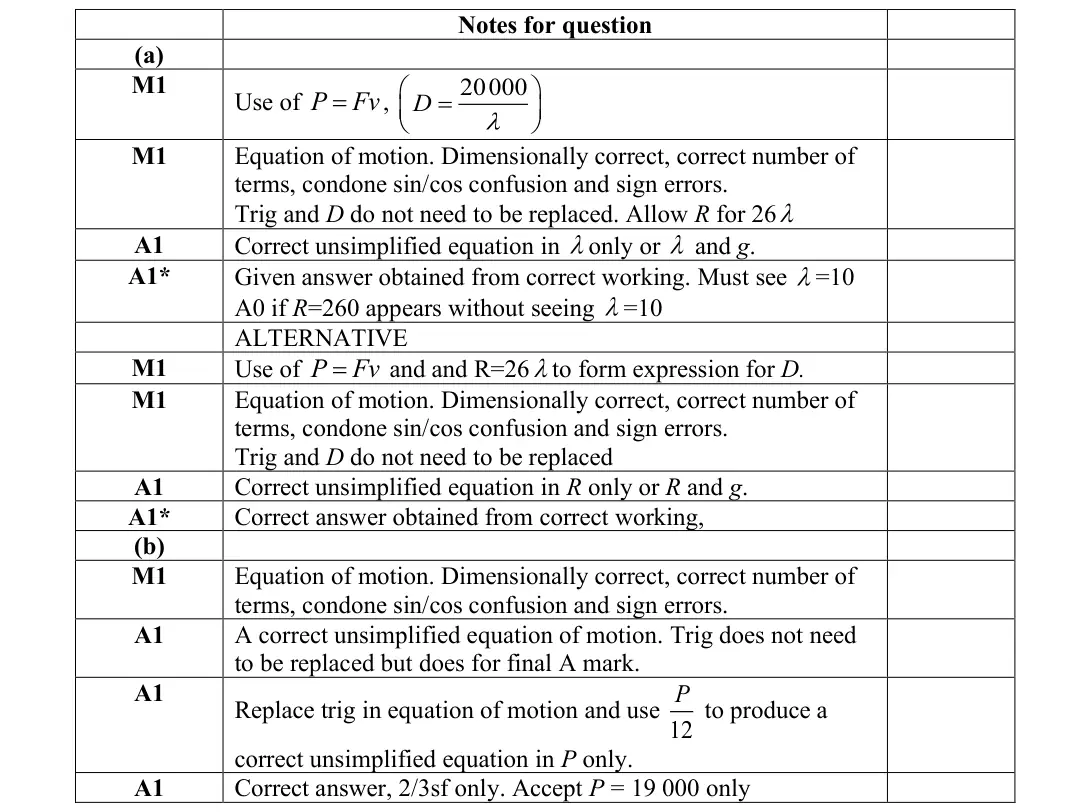 Notes for question
(a)
M1 Use of P = Fv, (D = 20 000/λ)
M1 Equation of motion. Dimensionally correct, correct number of
terms, condone sin/cos confusion and sign errors.
Trig and D do not need to be replaced. Allow R for 26λ
A1 Correct unsimplified equation in λ only or λ and g.
A1* Given answer obtained from correct working. Must see λ=10
A0 if R=260 appears without seeing λ=10
ALTERNATIVE
M1 Use of P = Fv and and R=26λ to form expression for D.
M1 Equation of motion. Dimensionally correct, correct number of
terms, condone sin/cos confusion and sign errors.
Trig and D do not need to be replaced
A1 Correct unsimplified equation in R only or R and g.
A1* Correct answer obtained from correct working,
(b)
M1 Equation of motion. Dimensionally correct, correct number of
terms, condone sin/cos confusion and sign errors.
A1 A correct unsimplified equation of motion. Trig does not need
to be replaced but does for final A mark.
A1 Replace trig in equation of motion and use P/12 to produce a
correct unsimplified equation in P only.
A1 Correct answer, 2/3sf only. Accept P = 19 000 only